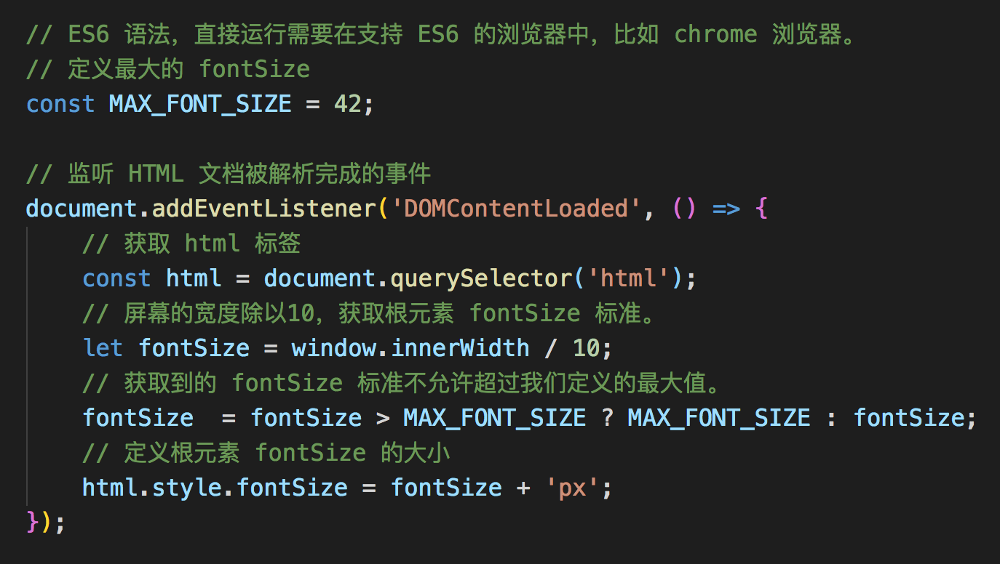 // ES6 语法，直接运行需要在支持 ES6 的浏览器中，比如 chrome 浏览器。
// 定义最大的 fontSize
const MAX_FONT_SIZE = 42;

// 监听 HTML 文档被解析完成的事件
document.addEventListener('DOMContentLoaded', () => {
    // 获取 html 标签
    const html = document.querySelector('html');
    // 屏幕的宽度除以10，获取根元素 fontSize 标准。
    let fontSize = window.innerWidth / 10;
    // 获取到的 fontSize 标准不允许超过我们定义的最大值。
    fontSize  = fontSize > MAX_FONT_SIZE ? MAX_FONT_SIZE : fontSize;
    // 定义根元素 fontSize 的大小
    html.style.fontSize = fontSize + 'px';
});